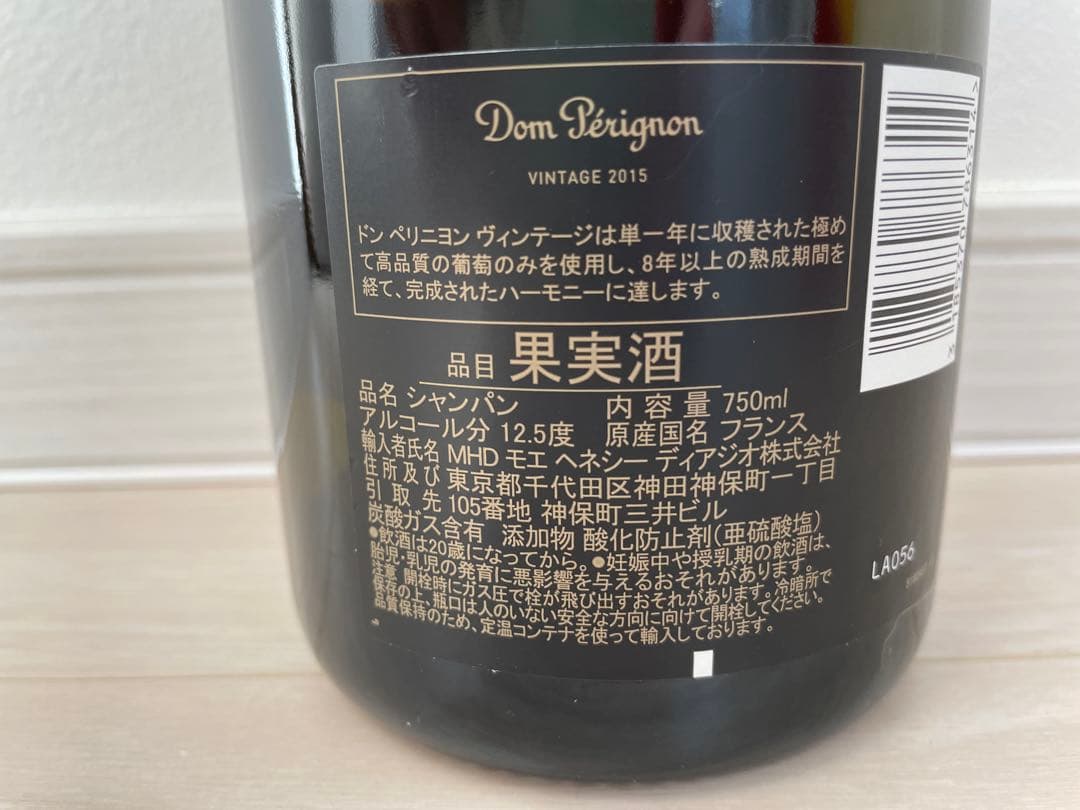 Dom Pérignon
VINTAGE 2015
ドン ペリニヨン ヴィンテージは単一年に収穫された極め
て高品質の葡萄のみを使用し、8年以上の熟成期間を
経て、完成されたハーモニーに達します。
品目 果実酒
品名 シャンパン 内容量 750ml
アルコール分 12.5度 原産国名 フランス
輸入者氏名 MHD モエ ヘネシー ディアジオ株式会社
住所及び 東京都千代田区神田神保町一丁目
引取先 105番地 神保町三井ビル
炭酸ガス含有 添加物 酸化防止剤(亜硫酸塩)
●飲酒は20歳になってから。●妊娠中や授乳期の飲酒は、
胎児・乳児の発育に悪影響を与えるおそれがあります。
注意 開栓時にガス圧で栓が飛び出すおそれがあります。冷暗所で
保存の上、瓶口は人のいない安全な方向に向けて開栓してください。
品質保持のため、定温コンテナを使って輸入しております。
LA056